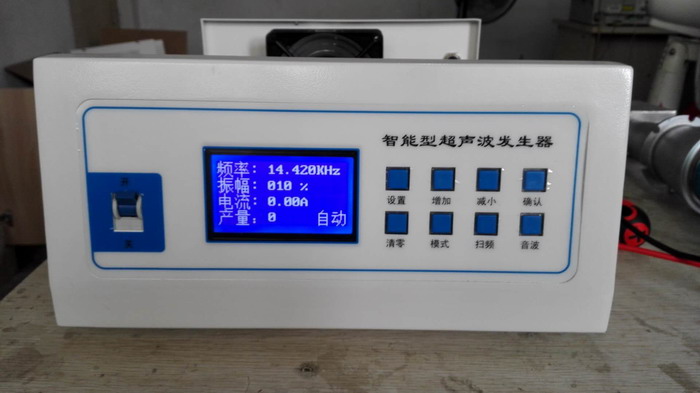 智能型超声波发生器
开
关
频率: 14.420KHz
振幅: 010 %
电流: 0.00A
产量: 0 自动
设置 增加 减小 确认
清零 模式 扫频 音波